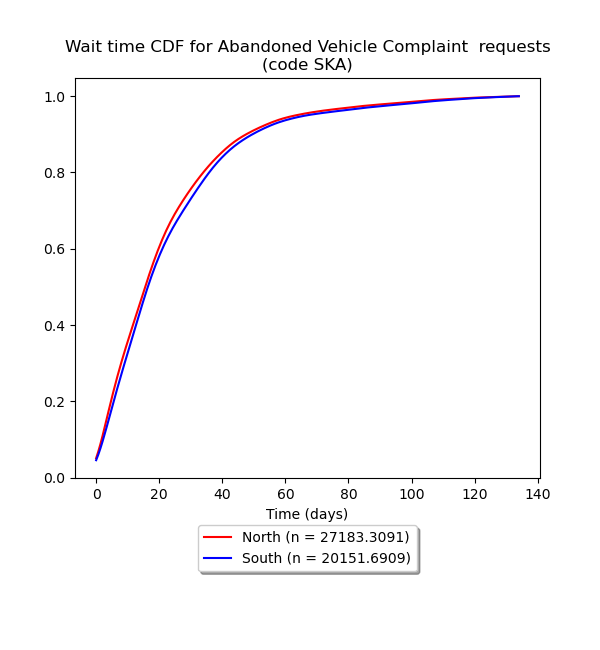 Wait time CDF for Abandoned Vehicle Complaint  requests
(code SKA)
1.0
0.8
0.6
0.4
0.2
0.0
0 20 40 60 80 100 120 140
Time (days)
North (n = 27183.3091)
South (n = 20151.6909)